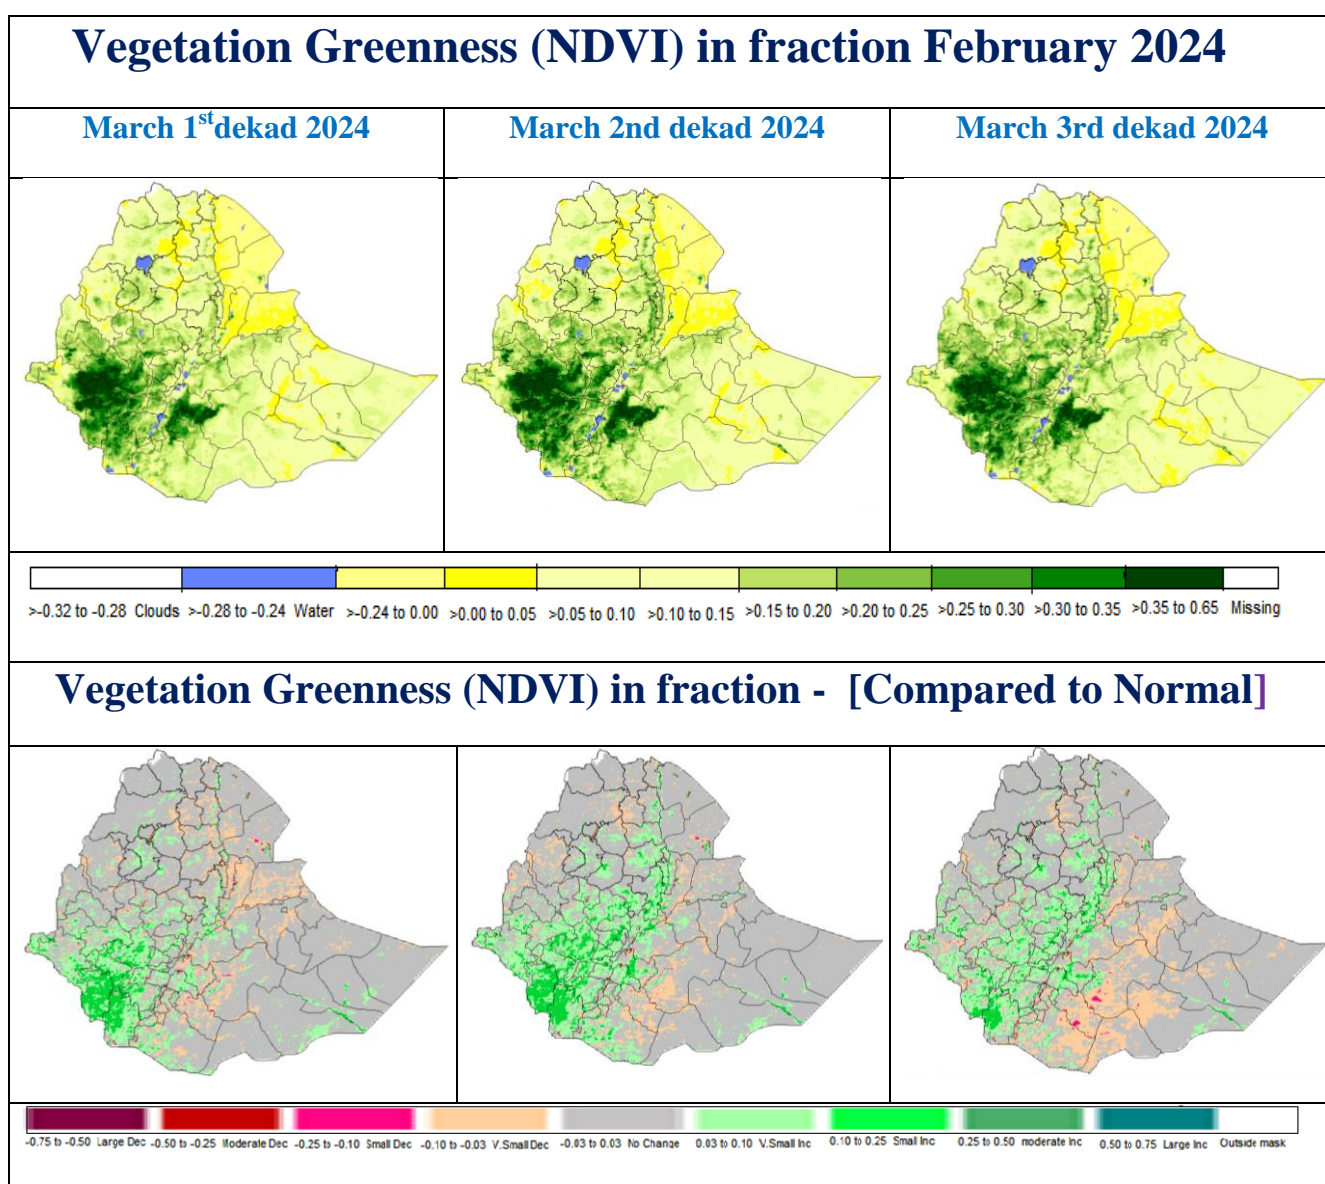 Vegetation Greenness (NDVI) in fraction February 2024
March 1st dekad 2024
March 2nd dekad 2024
March 3rd dekad 2024
>-0.32 to -0.28 Clouds >-0.28 to -0.24 Water >-0.24 to 0.00 >0.00 to 0.05 >0.05 to 0.10 >0.10 to 0.15 >0.15 to 0.20 >0.20 to 0.25 >0.25 to 0.30 >0.30 to 0.35 >0.35 to 0.65 Missing
Vegetation Greenness (NDVI) in fraction - [Compared to Normal]
-0.75 to -0.50 Large Dec -0.50 to -0.25 Moderate Dec -0.25 to -0.10 Small Dec -0.10 to -0.03 V.Small Dec -0.03 to 0.03 No Change 0.03 to 0.10 V.Small Inc 0.10 to 0.25 Small Inc 0.25 to 0.50 moderate Inc 0.50 to 0.75 Large Inc Outside mask